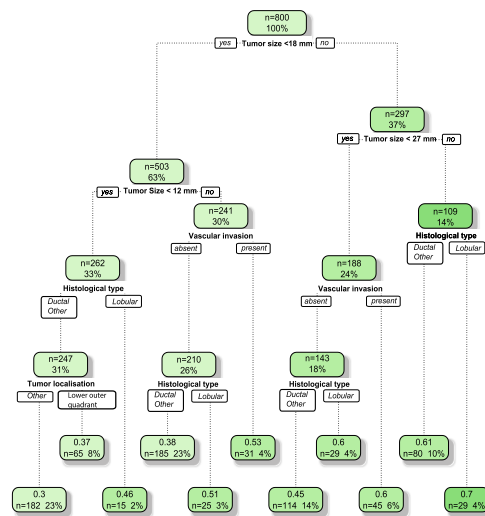 n=800
100%
yes Tumor size <18 mm no
n=297
37%
yes Tumor size < 27 mm no
n=503
63%
yes Tumor Size < 12 mm no
n=241
30%
Vascular invasion
absent present
n=109
14%
Histological type
Ductal
Other
Lobular
n=262
33%
Histological type
Ductal
Other
Lobular
n=188
24%
Vascular invasion
absent present
n=247
31%
Tumor localisation
Other
Lower outer
quadrant
n=210
26%
Histological type
Ductal
Other
Lobular
n=143
18%
Histological type
Ductal
Other
Lobular
0.37
n=65 8%
0.38
n=185 23%
0.53
n=31 4%
0.6
n=29 4%
0.61
n=80 10%
0.3
n=182 23%
0.46
n=15 2%
0.51
n=25 3%
0.45
n=114 14%
0.6
n=45 6%
0.7
n=29 4%